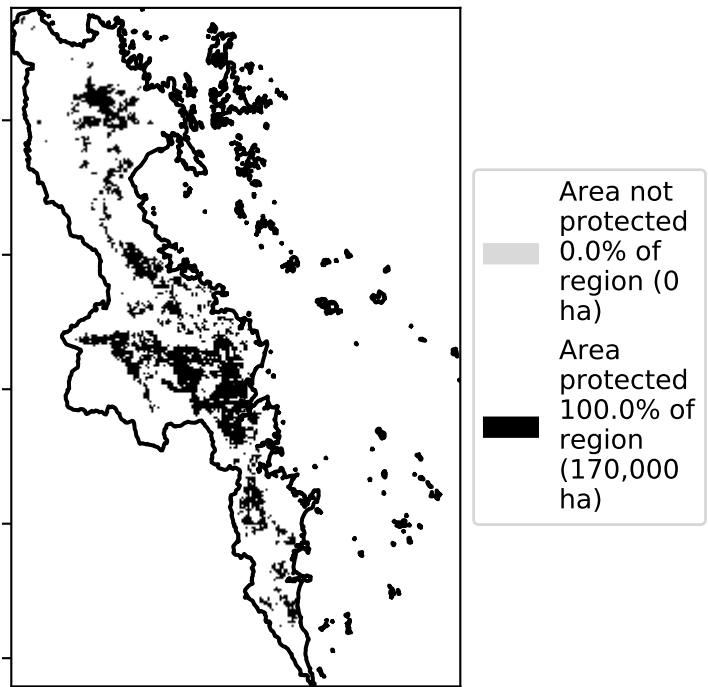 Area not
protected
0.0% of
region (0
ha)
Area
protected
100.0% of
region
(170,000
ha)